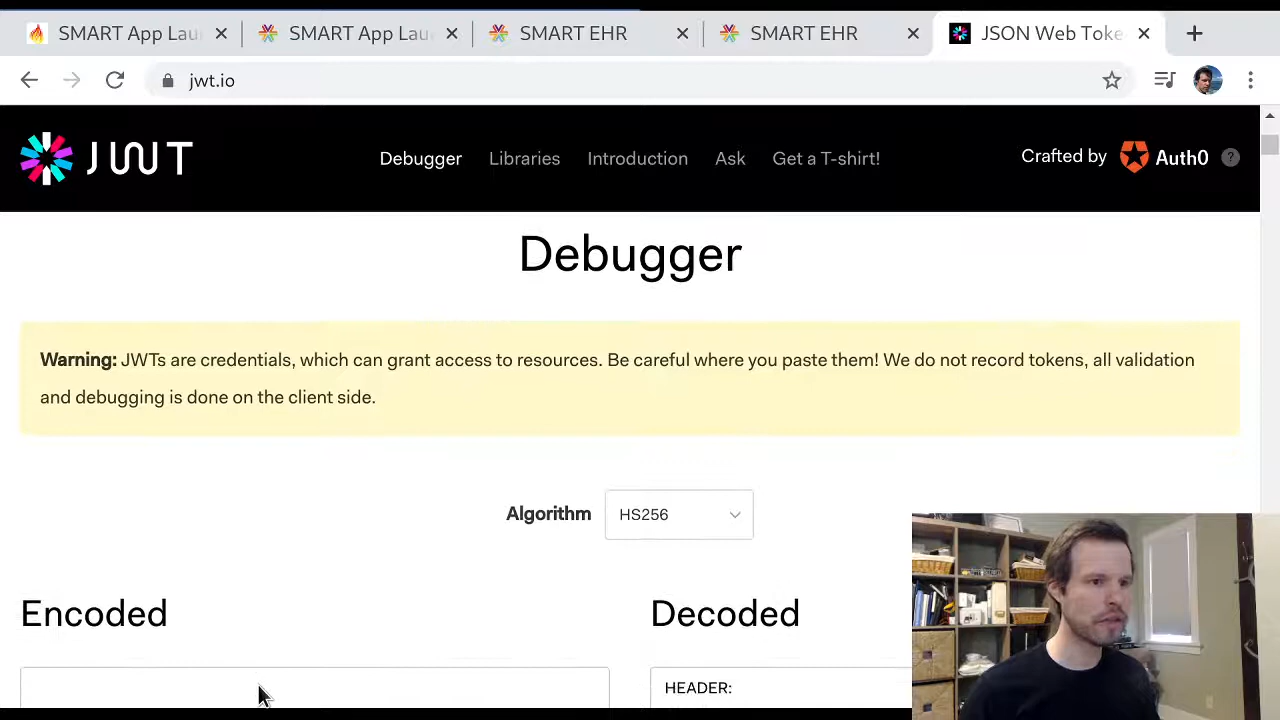 SMART App Lau
SMART App Lau
SMART EHR
SMART EHR
JSON Web Toke
jwt.io
JWT
Debugger
Libraries
Introduction
Ask
Get a T-shirt!
Crafted by
Auth0
?
Debugger
Warning: JWTs are credentials, which can grant access to resources. Be careful where you paste them! We do not record tokens, all validation
and debugging is done on the client side.
Algorithm
HS256
Encoded
Decoded
HEADER: